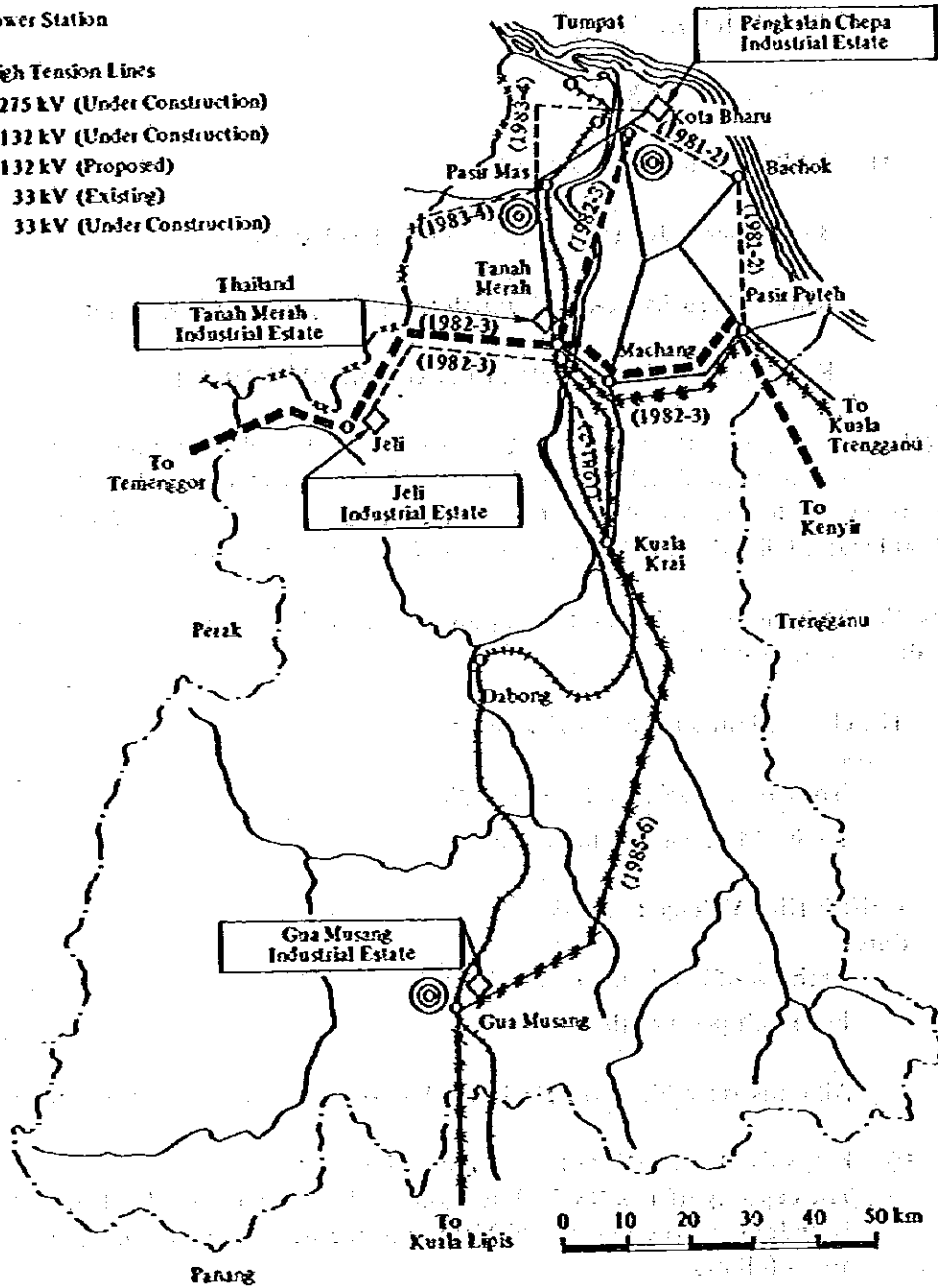 ower Station
igh Tension Lines
275 kV (Under Construction)
132 kV (Under Construction)
132 kV (Proposed)
33 kV (Existing)
33 kV (Under Construction)
Tumpat
Pengkalan Chepa
Industrial Estate
(1983-4)
Kota Bharu
(1981-2)
Pasir Mas
Bachok
(1983-4)
(1982-3)
(1981-2)
Tanah
Merah
Thailand
Pasir Puteh
Tanah Merah
Industrial Estate
(1982-3)
(1982-3)
Machang
(1982-3)
To
Kuala
Trengganu
To
Temenggor
Jeli
Jeli
Industrial Estate
To
Kenyir
Kuala
Krai
Perak
Trengganu
Dabong
(1985-6)
Gua Musang
Industrial Estate
Gua Musang
To
Kuala Lipis
0 10 20 30 40 50 km
Pahang